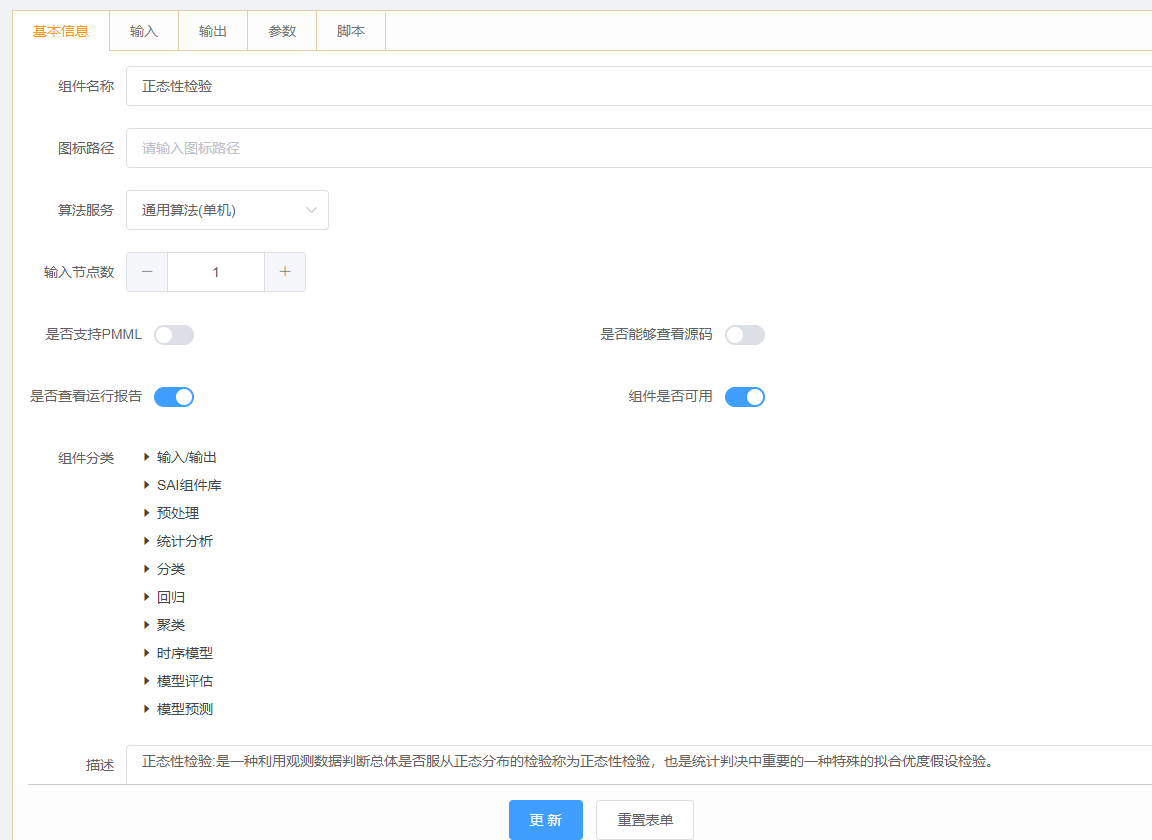 基本信息 输入 输出 参数 脚本
组件名称 正态性检验
图标路径 请输入图标路径
算法服务 通用算法(单机)
输入节点数 1
是否支持PMML 是否能够查看源码
是否查看运行报告 组件是否可用
组件分类 输入/输出
SAI组件库
预处理
统计分析
分类
回归
聚类
时序模型
模型评估
模型预测
描述 正态性检验:是一种利用观测数据判断总体是否服从正态分布的检验称为正态性检验，也是统计判决中重要的一种特殊的拟合优度假设检验。
更 新 重置表单